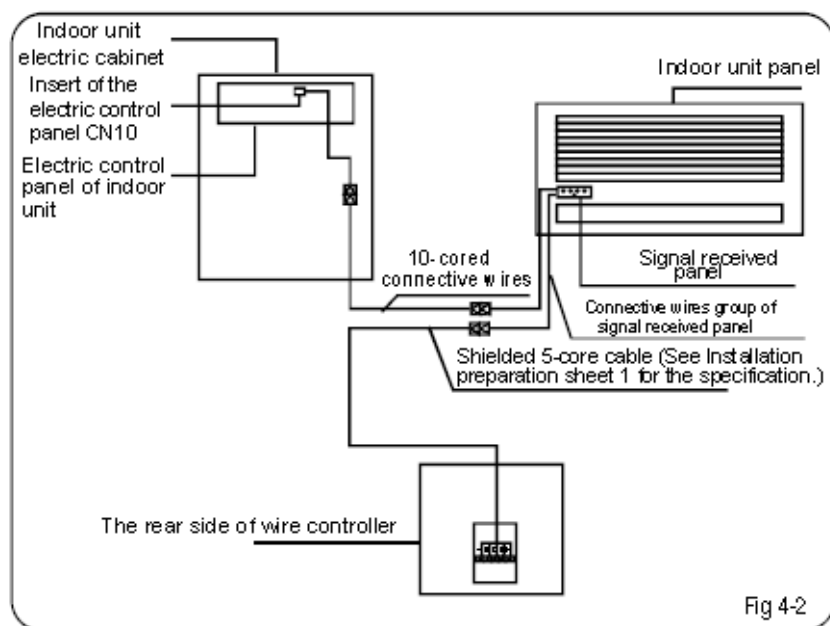 Indoor unit
electric cabinet
Insert of the
electric control
panel CN10
Electric control
panel of indoor
unit
Indoor unit panel
10-cored
connective wires
Signal received
panel
Connective wires group of
signal received panel
Shielded 5-core cable (See Installation
preparation sheet 1 for the specification.)
The rear side of wire controller
Fig 4-2